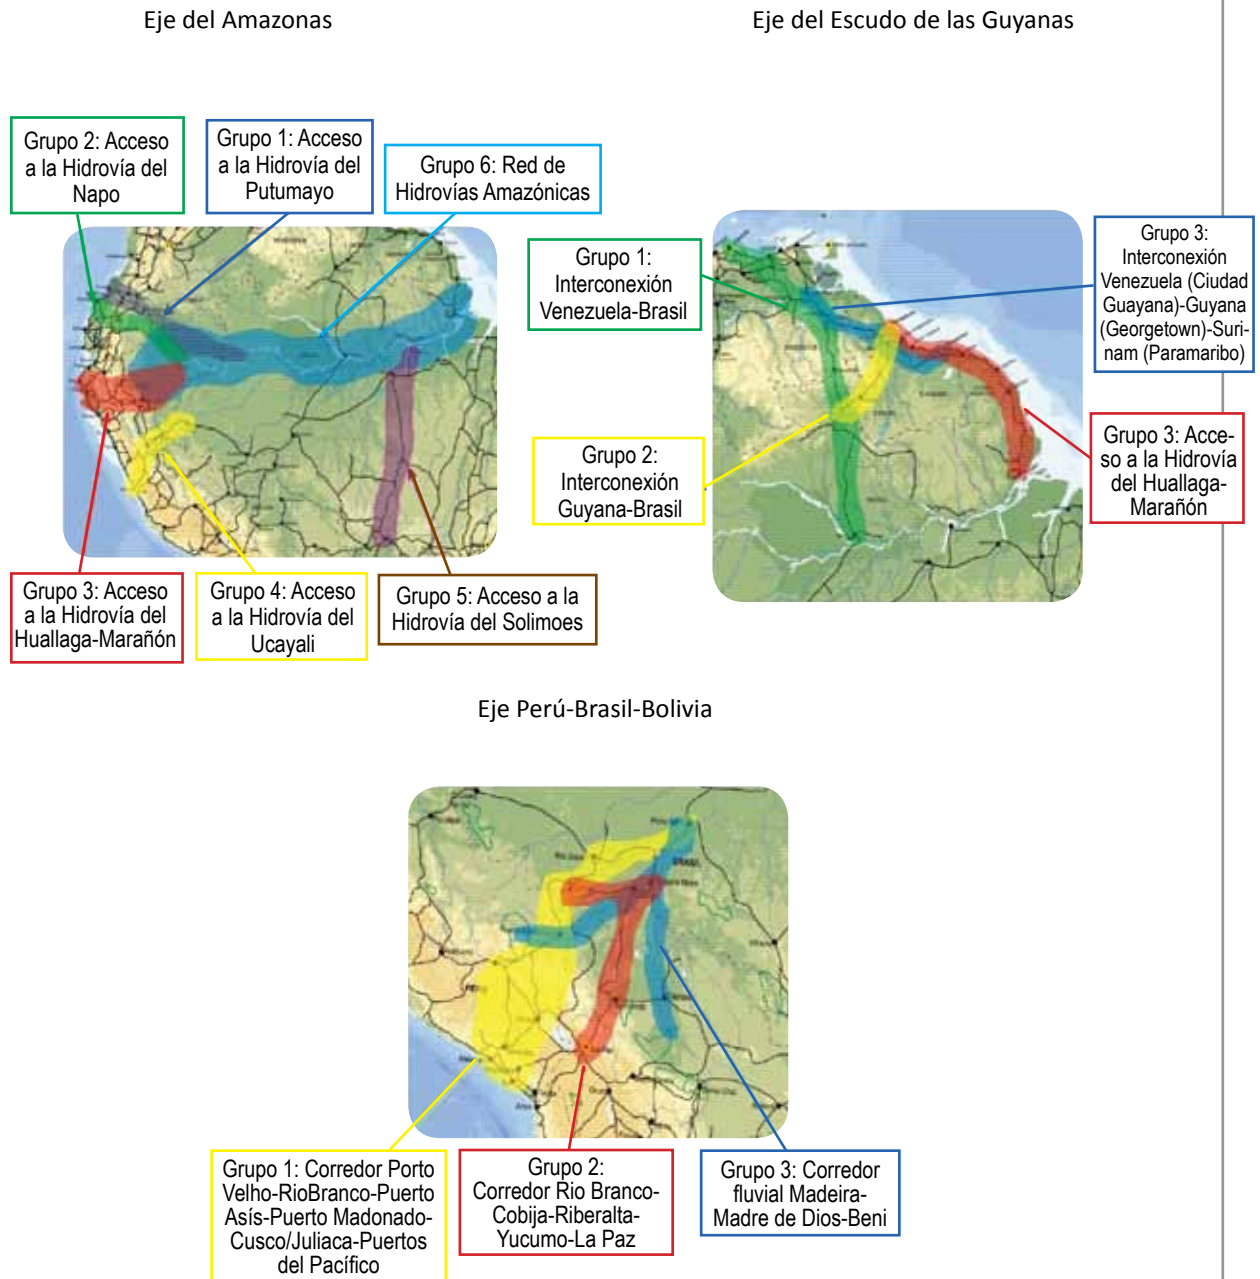 Eje del Amazonas
Eje del Escudo de las Guyanas
Grupo 2: Acceso
a la Hidrovía del
Napo
Grupo 1: Acceso
a la Hidrovía del
Putumayo
Grupo 6: Red de
Hidrovías Amazónicas
Grupo 1:
Interconexión
Venezuela-Brasil
Grupo 3:
Interconexión
Venezuela (Ciudad
Guayana)-Guyana
(Georgetown)-Suri-
nam (Paramaribo)
Grupo 2:
Interconexión
Guyana-Brasil
Grupo 3: Acce-
so a la Hidrovía
del Huallaga-
Marañón
Grupo 3: Acceso
a la Hidrovía del
Huallaga-Marañón
Grupo 4: Acceso
a la Hidrovía del
Ucayali
Grupo 5: Acceso a la
Hidrovía del Solimoes
Eje Perú-Brasil-Bolivia
Grupo 1: Corredor Porto
Velho-RioBranco-Puerto
Asís-Puerto Madonado-
Cusco/Juliaca-Puertos
del Pacífico
Grupo 2:
Corredor Rio Branco-
Cobija-Riberalta-
Yucumo-La Paz
Grupo 3: Corredor
fluvial Madeira-
Madre de Dios-Beni